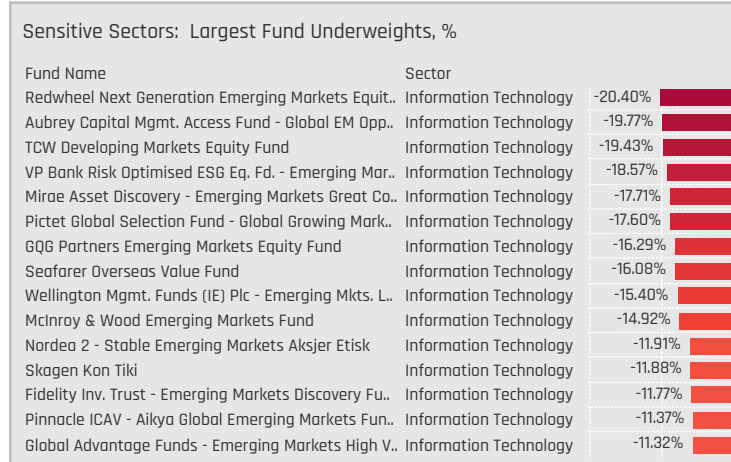 Sensitive Sectors: Largest Fund Underweights, %
Fund Name Sector
Redwheel Next Generation Emerging Markets Equit.. Information Technology -20.40%
Aubrey Capital Mgmt. Access Fund - Global EM Opp.. Information Technology -19.77%
TCW Developing Markets Equity Fund Information Technology -19.43%
VP Bank Risk Optimised ESG Eq. Fd. - Emerging Mar.. Information Technology -18.57%
Mirae Asset Discovery - Emerging Markets Great Co.. Information Technology -17.71%
Pictet Global Selection Fund - Global Growing Mark.. Information Technology -17.60%
GQG Partners Emerging Markets Equity Fund Information Technology -16.29%
Seafarer Overseas Value Fund Information Technology -16.08%
Wellington Mgmt. Funds (IE) Plc - Emerging Mkts. L.. Information Technology -15.40%
McInroy & Wood Emerging Markets Fund Information Technology -14.92%
Nordea 2 - Stable Emerging Markets Aksjer Etisk Information Technology -11.91%
Skagen Kon Tiki Information Technology -11.88%
Fidelity Inv. Trust - Emerging Markets Discovery Fu.. Information Technology -11.77%
Pinnacle ICAV - Aikya Global Emerging Markets Fun.. Information Technology -11.37%
Global Advantage Funds - Emerging Markets High V.. Information Technology -11.32%